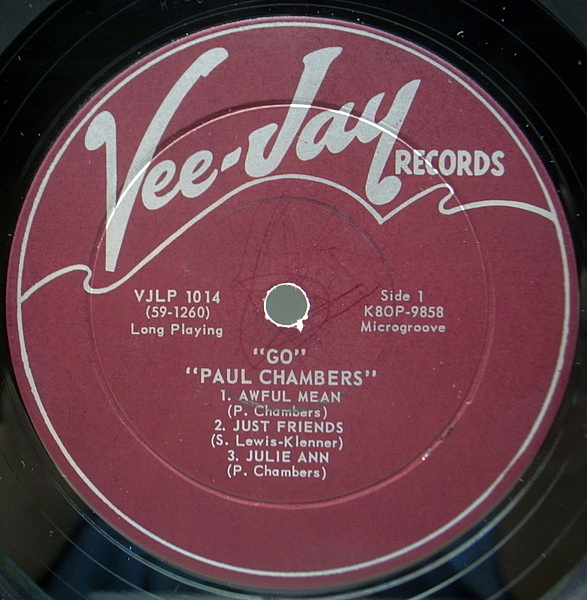 Vee-Jay RECORDS
VJLP 1014
(59-1260)
Long Playing
Side 1
K8OP-9858
Microgroove
"GO"
"PAUL CHAMBERS"
1. AWFUL MEAN
(P. Chambers)
2. JUST FRIENDS
(S. Lewis-Klenner)
3. JULIE ANN
(P. Chambers)